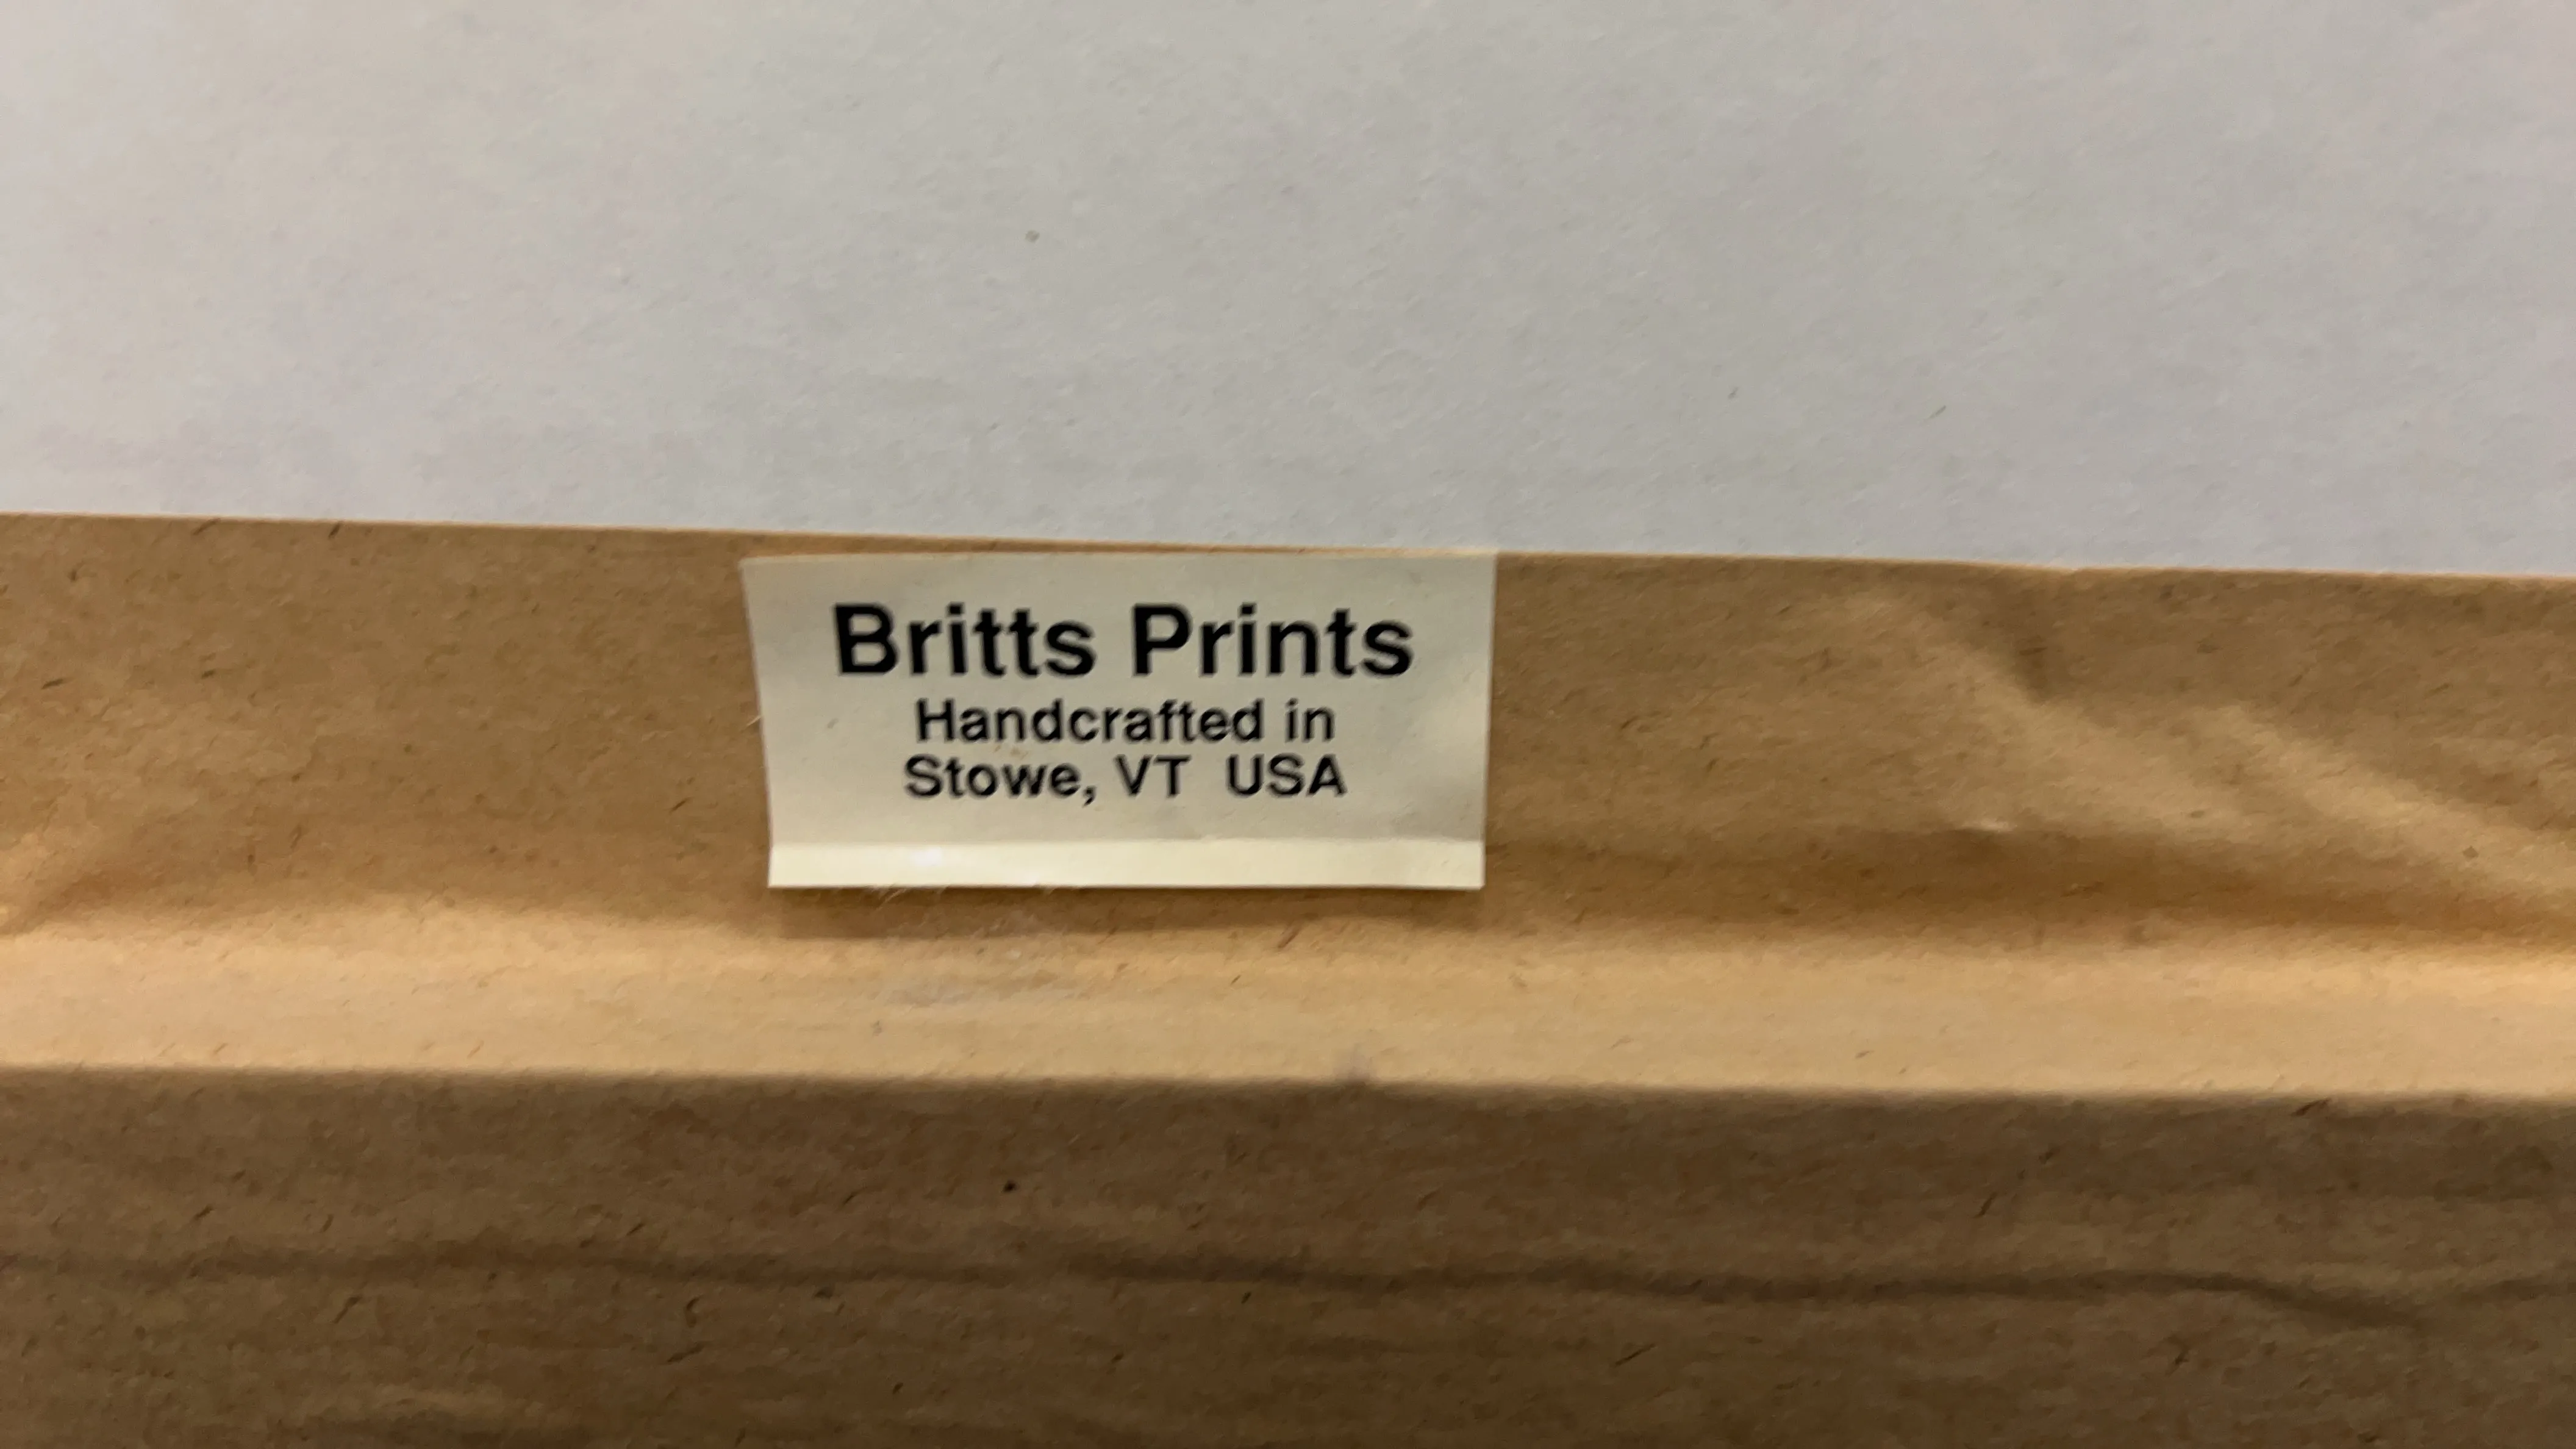 Britts Prints
Handcrafted in
Stowe, VT USA